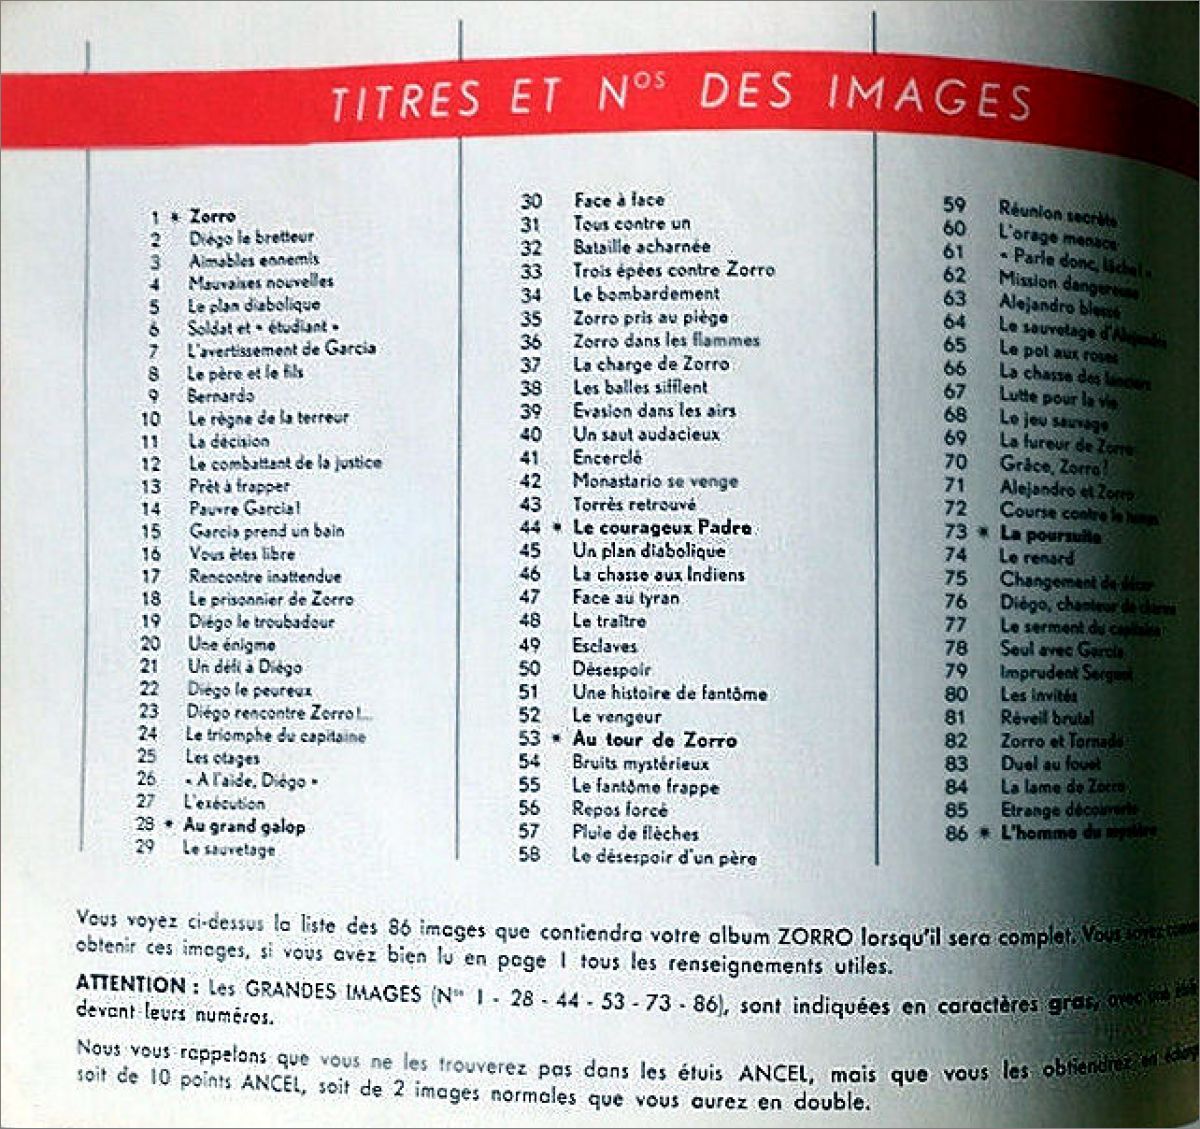 TITRES ET Nos DES IMAGES
1 * Zorro
2 Diégo le bretteur
3 Aimables ennemis
4 Mauvaises nouvelles
5 Le plan diabolique
6 Soldat et « étudiant »
7 L'avertissement de Garcia
8 Le père et le fils
9 Bernardo
10 Le règne de la terreur
11 La décision
12 Le combattant de la justice
13 Prêt à frapper
14 Pauvre Garcia!
15 Garcia prend un bain
16 Vous êtes libre
17 Rencontre inattendue
18 Le prisonnier de Zorro
19 Diégo le troubadour
20 Une énigme
21 Un défi à Diégo
22 Diégo le peureux
23 Diégo rencontre Zorro!...
24 Le triomphe du capitaine
25 Les otages
26 « A l'aide, Diégo »
27 L'exécution
28 * Au grand galop
29 Le sauvetage
30 Face à face
31 Tous contre un
32 Bataille acharnée
33 Trois épées contre Zorro
34 Le bombardement
35 Zorro pris au piège
36 Zorro dans les flammes
37 La charge de Zorro
38 Les balles sifflent
39 Evasion dans les airs
40 Un saut audacieux
41 Encerclé
42 Monastario se venge
43 Torrès retrouvé
44 * Le courageux Padre
45 Un plan diabolique
46 La chasse aux Indiens
47 Face au tyran
48 Le traître
49 Esclaves
50 Désespoir
51 Une histoire de fantôme
52 Le vengeur
53 * Au tour de Zorro
54 Bruits mystérieux
55 Le fantôme frappe
56 Repos forcé
57 Pluie de flèches
58 Le désespoir d'un père
59 Réunion secrète
60 L'orage menace
61 « Parle donc, lâche! »
62 Mission dangereuse
63 Alejandro blessé
64 Le sauvetage d'Alejandro
65 Le pot aux roses
66 La chasse des lanciers
67 Lutte pour la vie
68 Le jeu sauvage
69 La fureur de Zorro
70 Grâce, Zorro!
71 Alejandro et Zorro
72 Course contre le temps
73 * La poursuite
74 Le renard
75 Changement de décor
76 Diégo, chanteur de charme
77 Le serment du capitaine
78 Seul avec Garcia
79 Imprudent Sergent
80 Les invités
81 Réveil brutal
82 Zorro et Tornado
83 Duel au fouet
84 La lame de Zorro
85 Etrange découverte
86 * L'homme du mystère
Vous voyez ci-dessus la liste des 86 images que contiendra votre album ZORRO lorsqu'il sera complet. Vous
obtenir ces images, si vous avez bien lu en page 1 tous les renseignements utiles.
ATTENTION : Les GRANDES IMAGES (Nos 1 - 28 - 44 - 53 - 73 - 86), sont indiquées en caractères gras, avec une
devant leurs numéros.
Nous vous rappelons que vous ne les trouverez pas dans les étuis ANCEL, mais que vous les obtiendrez en
soit de 10 points ANCEL, soit de 2 images normales que vous aurez en double.